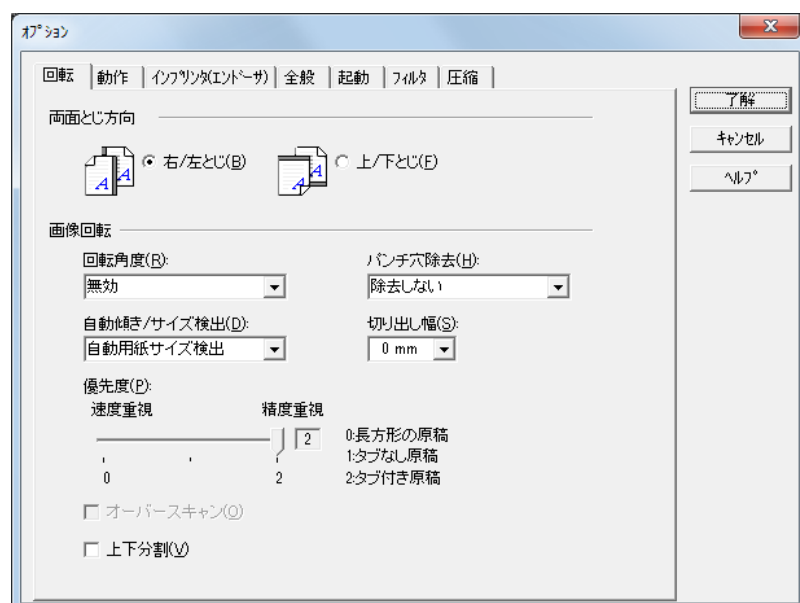 ｵﾌﾟｼｮﾝ
回転 動作 ｲﾝﾌﾟﾘﾝﾀ(ｴﾝﾄﾞｰｻ) 全般 起動 ﾌｨﾙﾀ 圧縮
了解
ｷｬﾝｾﾙ
ﾍﾙﾌﾟ
両面とじ方向
A A 右/左とじ(B) A A 上/下とじ(F)
画像回転
回転角度(R): パンチ穴除去(H):
無効 除去しない
自動傾き/サイズ検出(D): 切り出し幅(S):
自動用紙サイズ検出 0 mm
優先度(P):
速度重視 精度重視
2 0:長方形の原稿
1:タブなし原稿
0 2 2:タブ付き原稿
オーバースキャン(O)
上下分割(V)